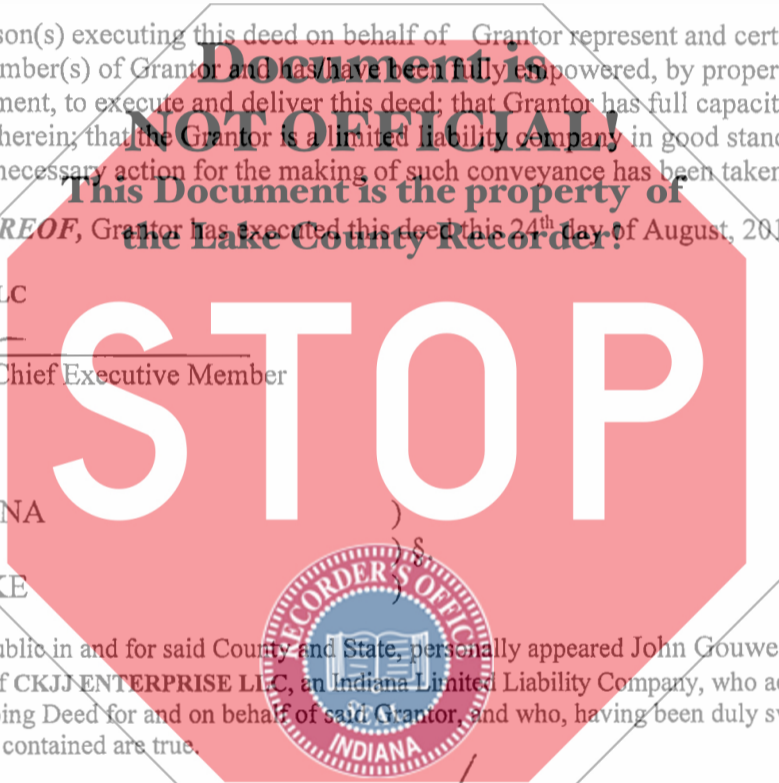 son(s) executing this deed on behalf of Grantor represent and cert
Document is
mber(s) of Grantor and has/have been fully empowered, by proper
ment, to execute and deliver this deed; that Grantor has full capacit
NOT OFFICIAL!
herein; that the Grantor is a limited liability company in good stand
necessary action for the making of such conveyance has been taken
This Document is the property of
REOF, Grantor has executed this deed this 24th day of August, 201
the Lake County Recorder!
LC
Chief Executive Member
STOP
NA )
) §.
KE )
RECORDER'S OFFICE
ublic in and for said County and State, personally appeared John Gouwe
f CKJJ ENTERPRISE LLC, an Indiana Limited Liability Company, who a
ing Deed for and on behalf of said Grantor, and who, having been duly s
contained are true.
INDIANA